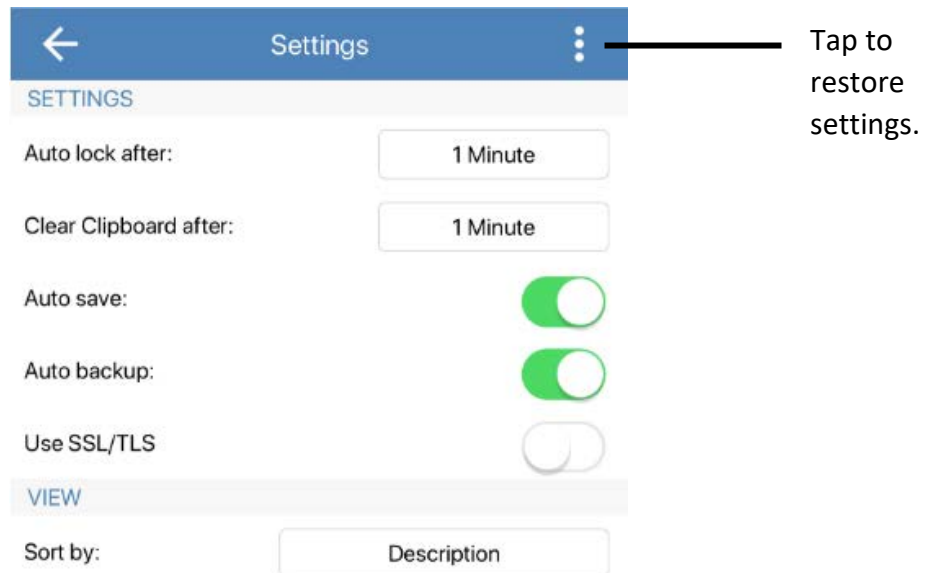 Settings
Tap to
restore
settings.
SETTINGS
Auto lock after: 1 Minute
Clear Clipboard after: 1 Minute
Auto save:
Auto backup:
Use SSL/TLS
VIEW
Sort by: Description